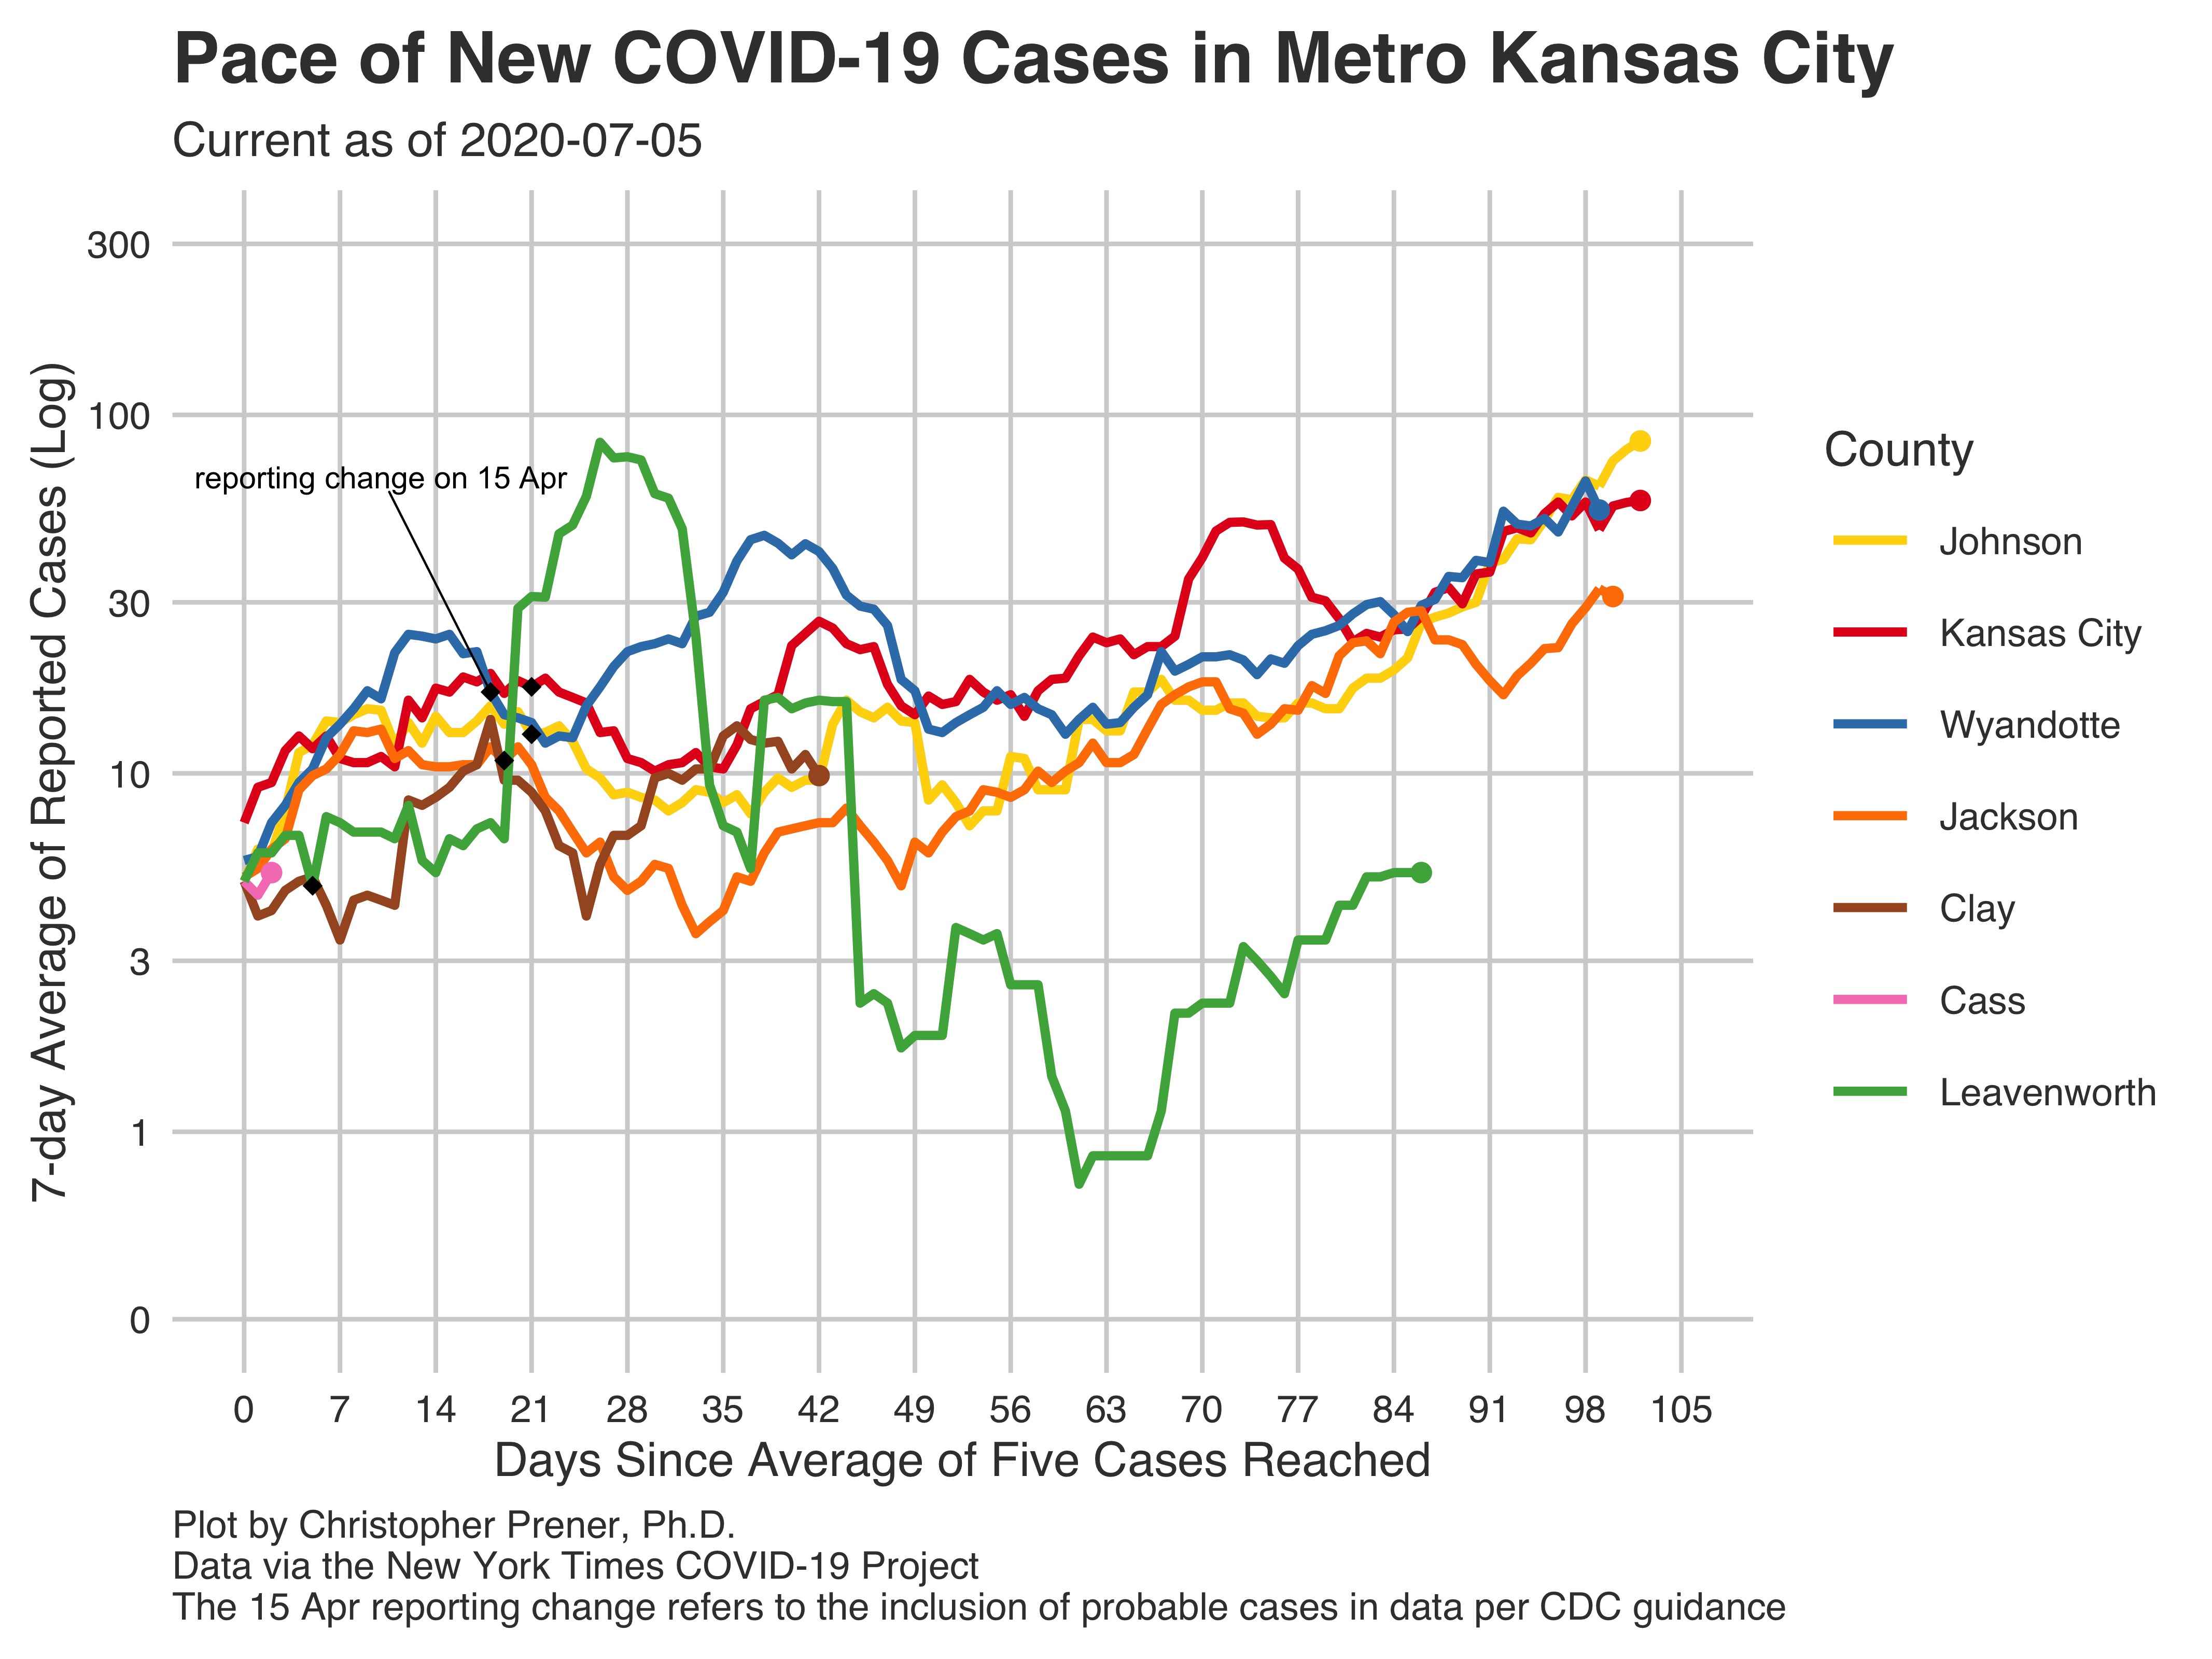 Pace of New COVID-19 Cases in Metro Kansas City
Current as of 2020-07-05
7-day Average of Reported Cases (Log)
300
100
30
10
3
1
0
reporting change on 15 Apr
0 7 14 21 28 35 42 49 56 63 70 77 84 91 98 105
Days Since Average of Five Cases Reached
County
Johnson
Kansas City
Wyandotte
Jackson
Clay
Cass
Leavenworth
Plot by Christopher Prener, Ph.D.
Data via the New York Times COVID-19 Project
The 15 Apr reporting change refers to the inclusion of probable cases in data per CDC guidance